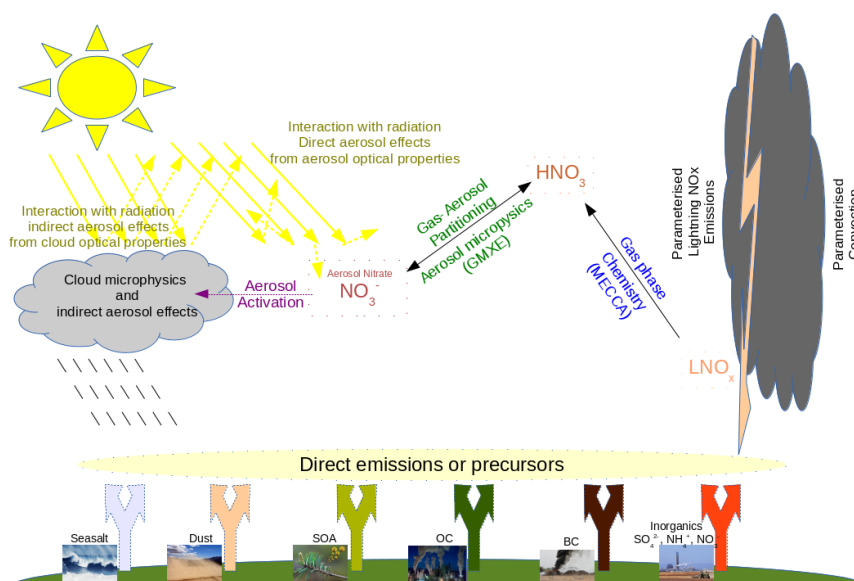 Interaction with radiation
Direct aerosol effects
from aerosol optical properties
HNO3
Parameterised
Lightning NOx
Emissions
Parameterised
Convection
Interaction with radiation
indirect aerosol effects
from cloud optical properties
Gas- Aerosol
Partitioning
Aerosol micropysics
(GMXE)
Gas phase
Chemistry
(MECCA)
Cloud microphysics
and
indirect aerosol effects
Aerosol
Activation
Aerosol Nitrate
NO3-
LNOx
Direct emissions or precursors
Seasalt
Dust
SOA
OC
BC
Inorganics
SO4 2-, NH4+, NO3-